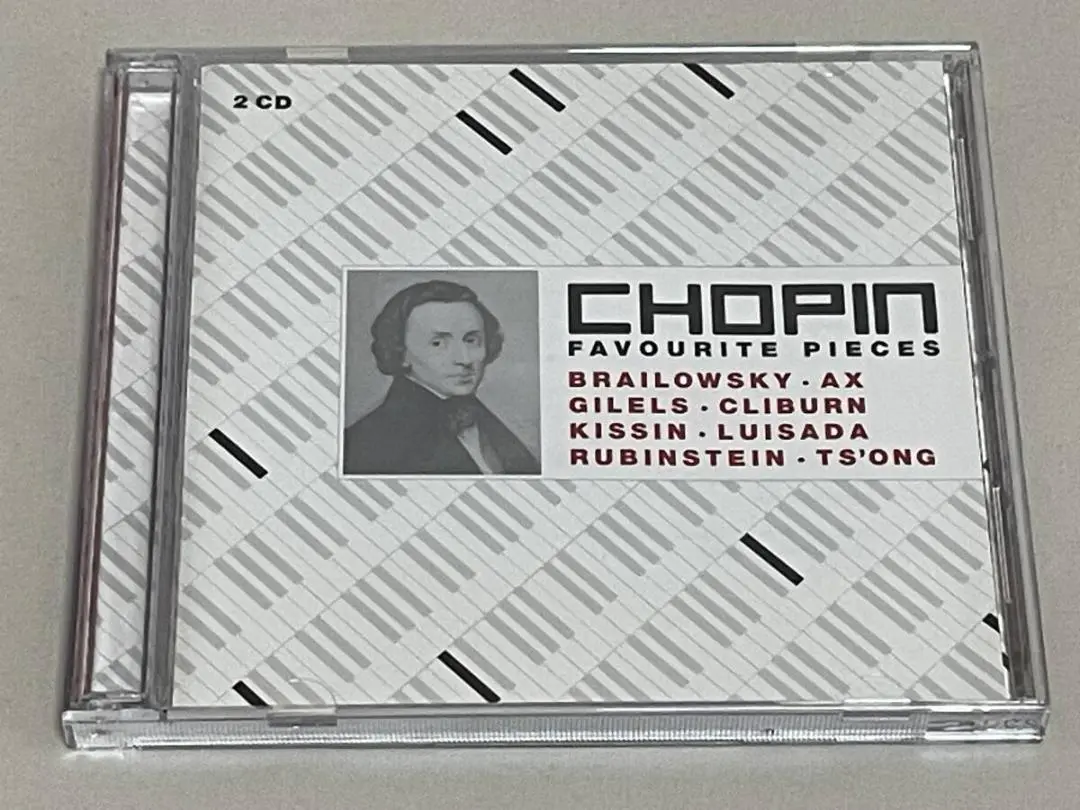 2 CD
CHOPIN
FAVOURITE PIECES
BRAILOWSKY · AX
GILELS · CLIBURN
KISSIN · LUISADA
RUBINSTEIN · TS'ONG